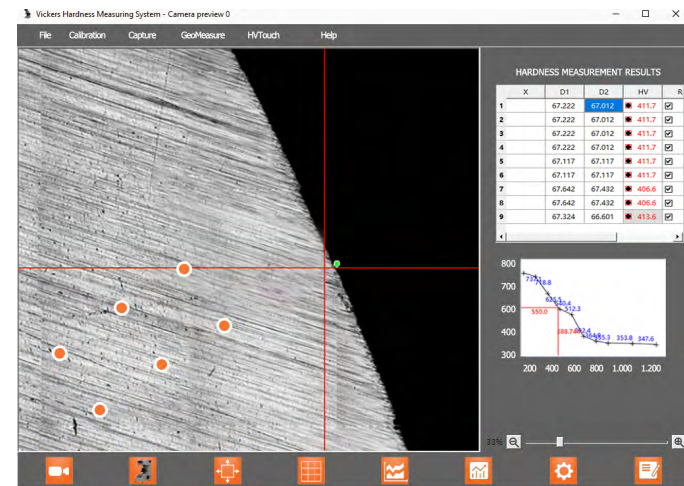 Vickers Hardness Measuring System - Camera preview 0
File Calibration Capture GeoMeasure HVTouch Help
HARDNESS MEASUREMENT RESULTS
X D1 D2 HV R
1 67.222 67.012 411.7
2 67.222 67.012 411.7
3 67.222 67.012 411.7
4 67.222 67.012 411.7
5 67.117 67.117 411.7
6 67.117 67.117 411.7
7 67.642 67.432 406.6
8 67.642 67.432 406.6
9 67.324 66.601 413.6
800
718.8
700
600
512.3
550.0
400
353.8 347.6
300
200 400 600 800 1.000 1.200
33%